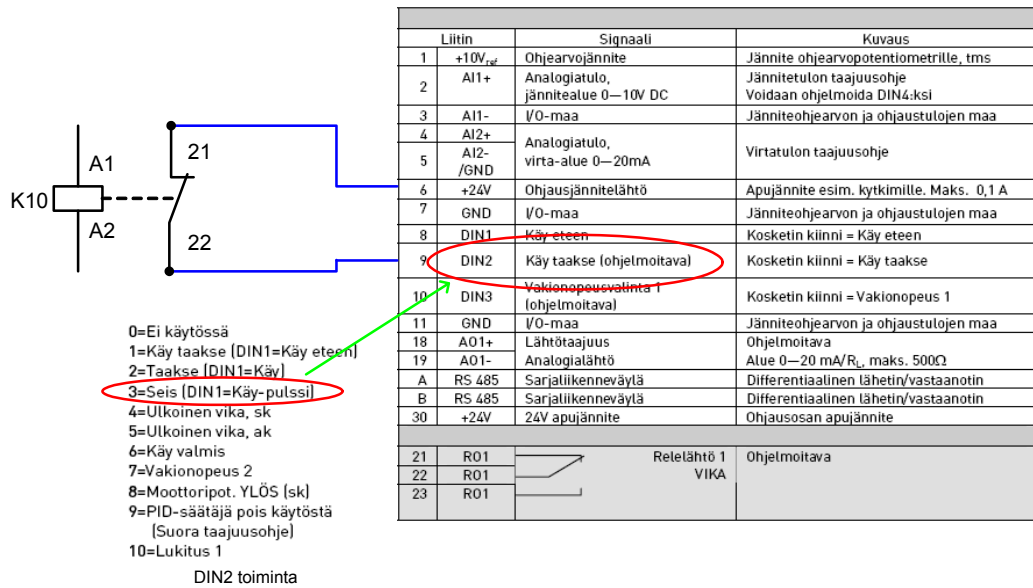 Liitin Signaali Kuvaus
1 +10Vref Ohjearvojännite Jännite ohjearvopotentiometrille, tms
2 AI1+ Analogiatulo, Jännitetulon taajuusohje
jännitealue 0—10V DC Voidaan ohjelmoida DIN4:ksi
3 AI1- I/O-maa Jänniteohjearvon ja ohjaustulojen maa
4 AI2+ Analogiatulo, Virtatulon taajuusohje
5 AI2- virta-alue 0—20mA
/GND
6 +24V Ohjausjännitelähtö Apujännite esim. kytkimille. Maks. 0,1 A
7 GND I/O-maa Jänniteohjearvon ja ohjaustulojen maa
8 DIN1 Käy eteen Kosketin kiinni = Käy eteen
9 DIN2 Käy taakse (ohjelmoitava) Kosketin kiinni = Käy taakse
10 DIN3 Vakionopeusvalinta 1 Kosketin kiinni = Vakionopeus 1
(ohjelmoitava)
11 GND I/O-maa Jänniteohjearvon ja ohjaustulojen maa
18 AO1+ Lähtötaajuus Ohjelmoitava
19 AO1- Analogialähtö Alue 0—20 mA/RL, maks. 500Ω
A RS 485 Sarjaliikenneväylä Differentiaalinen lähetin/vastaanotin
B RS 485 Sarjaliikenneväylä Differentiaalinen lähetin/vastaanotin
30 +24V 24V apujännite Ohjausosan apujännite
21 RO1 Relelähtö 1 Ohjelmoitava
22 RO1 VIKA
23 RO1
A1
21
K10
A2
22
0=Ei käytössä
1=Käy taakse (DIN1=Käy eteen)
2=Taakse (DIN1=Käy)
3=Seis (DIN1=Käy-pulssi)
4=Ulkoinen vika, sk
5=Ulkoinen vika, ak
6=Käy valmis
7=Vakionopeus 2
8=Moottoripot. YLÖS (sk)
9=PID-säätäjä pois käytöstä
(Suora taajuusohje)
10=Lukitus 1
DIN2 toiminta